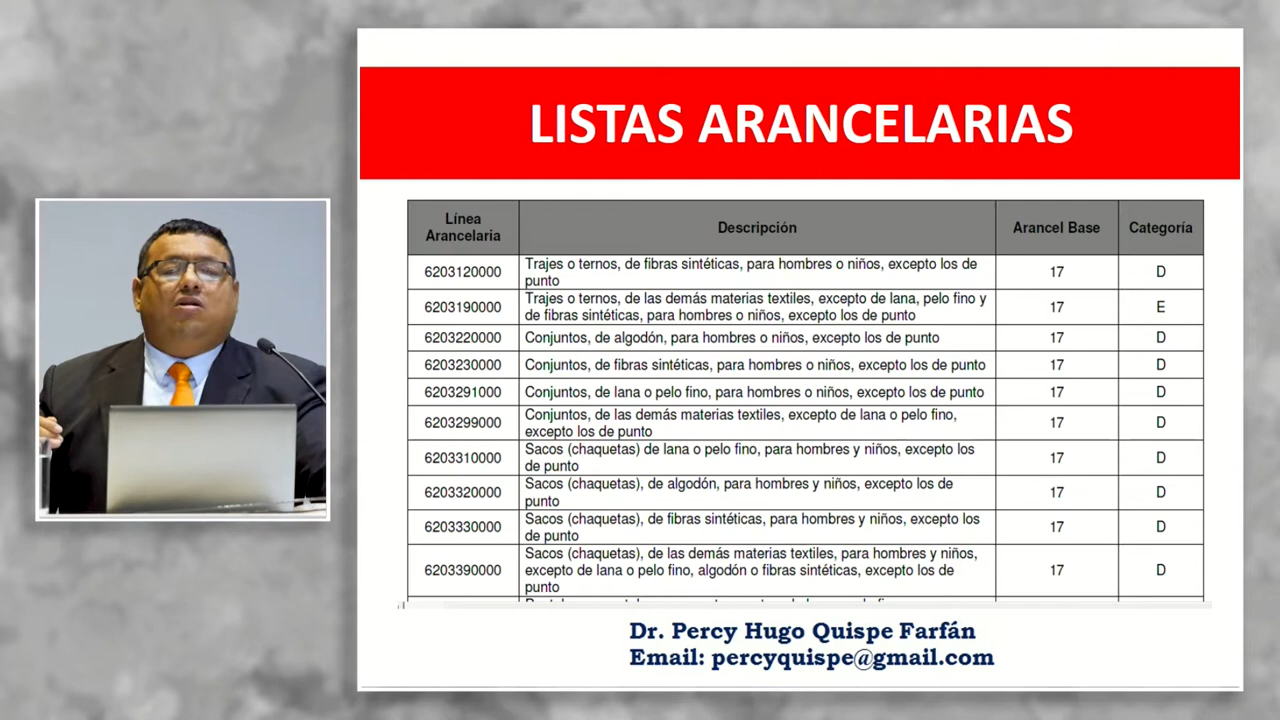 LISTAS ARANCELARIAS
Línea
Arancelaria
Descripción
Arancel Base
Categoría
6203120000
Trajes o ternos, de fibras sintéticas, para hombres o niños, excepto los de
punto
17
D
6203190000
Trajes o ternos, de las demás materias textiles, excepto de lana, pelo fino y
de fibras sintéticas, para hombres o niños, excepto los de punto
17
E
6203220000
Conjuntos, de algodón, para hombres o niños, excepto los de punto
17
D
6203230000
Conjuntos, de fibras sintéticas, para hombres o niños, excepto los de punto
17
D
6203291000
Conjuntos, de lana o pelo fino, para hombres o niños, excepto los de punto
17
D
6203299000
Conjuntos, de las demás materias textiles, excepto de lana o pelo fino,
excepto los de punto
17
D
6203310000
Sacos (chaquetas) de lana o pelo fino, para hombres y niños, excepto los
de punto
17
D
6203320000
Sacos (chaquetas), de algodón, para hombres y niños, excepto los de
punto
17
D
6203330000
Sacos (chaquetas), de fibras sintéticas, para hombres y niños, excepto los
de punto
17
D
6203390000
Sacos (chaquetas), de las demás materias textiles, para hombres y niños,
excepto de lana o pelo fino, algodón o fibras sintéticas, excepto los de
punto
17
D
Dr. Percy Hugo Quispe Farfán
Email: percyquispe@gmail.com